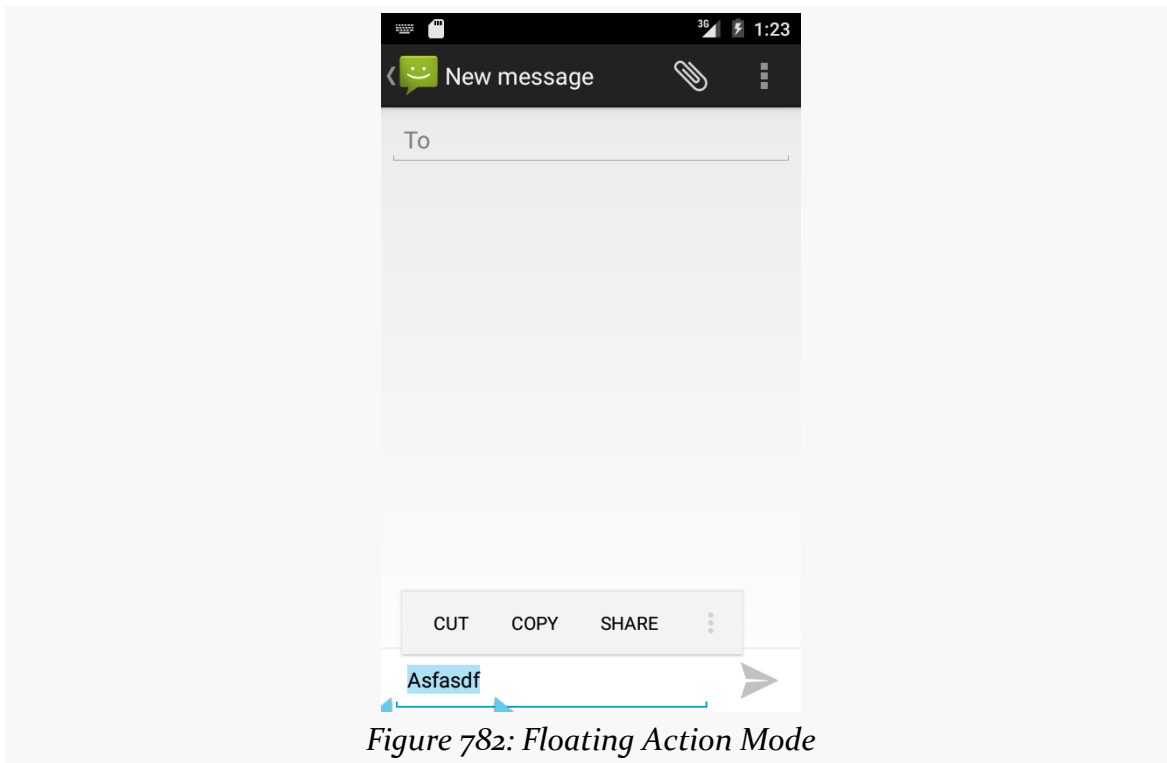 3G 1:23
New message
To
CUT COPY SHARE
Asfasdf
Figure 782: Floating Action Mode